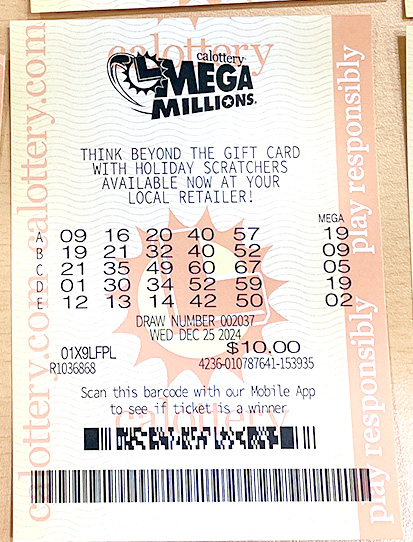 calottery
calottery
MEGA
MILLIONS.
THINK BEYOND THE GIFT CARD
WITH HOLIDAY SCRATCHERS
AVAILABLE NOW AT YOUR
LOCAL RETAILER!
MEGA
A 09 16 20 40 57 19
B 19 21 32 40 52 09
C 21 35 49 60 67 05
D 01 30 34 52 59 19
E 12 13 14 42 50 02
DRAW NUMBER 002037
WED DEC 25 2024
$10.00
01X9LFPL
R1036868 4236-010787641-153935
Scan this barcode with our Mobile App
to see if ticket is a winner
calottery
calottery.com calottery.com
play responsibly play responsibly